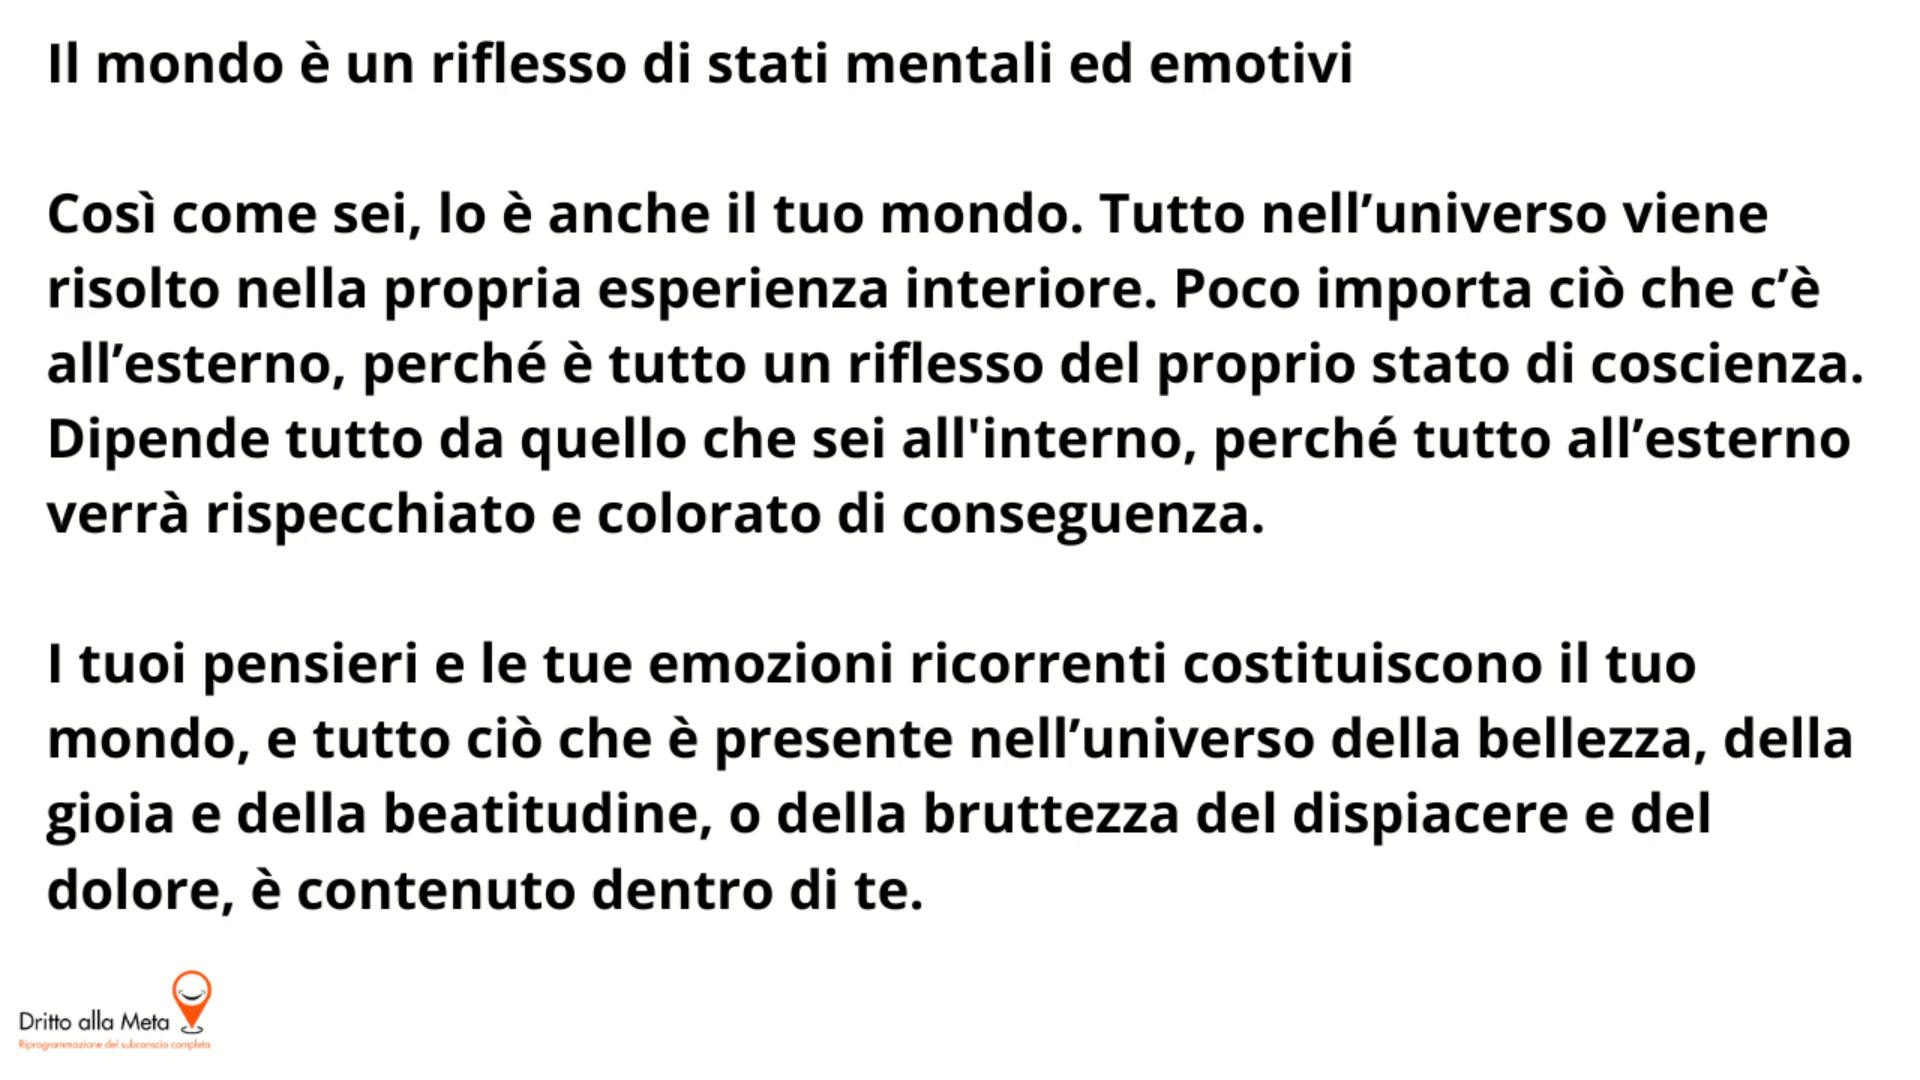 Il mondo è un riflesso di stati mentali ed emotivi
Così come sei, lo è anche il tuo mondo. Tutto nell’universo viene
risolto nella propria esperienza interiore. Poco importa ciò che c’è
all’esterno, perché è tutto un riflesso del proprio stato di coscienza.
Dipende tutto da quello che sei all'interno, perché tutto all’esterno
verrà rispecchiato e colorato di conseguenza.
I tuoi pensieri e le tue emozioni ricorrenti costituiscono il tuo
mondo, e tutto ciò che è presente nell’universo della bellezza, della
gioia e della beatitudine, o della bruttezza del dispiacere e del
dolore, è contenuto dentro di te.
Dritto alla Meta
Riprogrammazione del subconscio completa